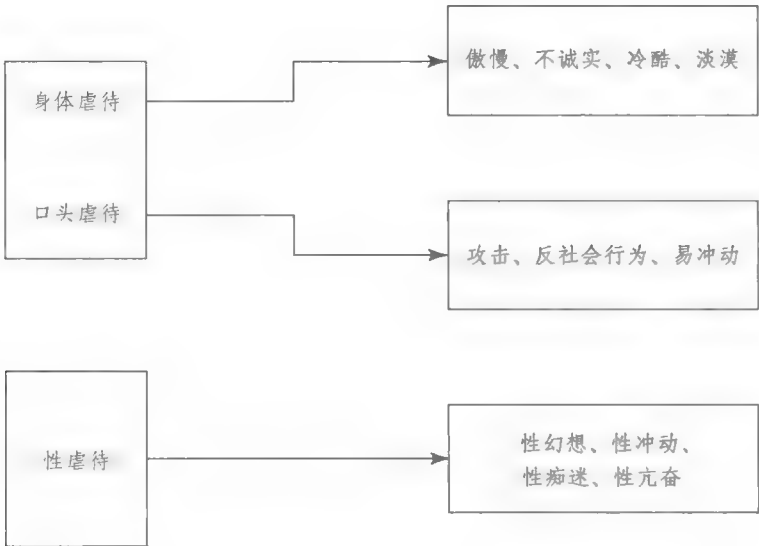 身体虐待
傲慢、不诚实、冷酷、淡漠
口头虐待
攻击、反社会行为、易冲动
性虐待
性幻想、性冲动、
性痴迷、性亢奋